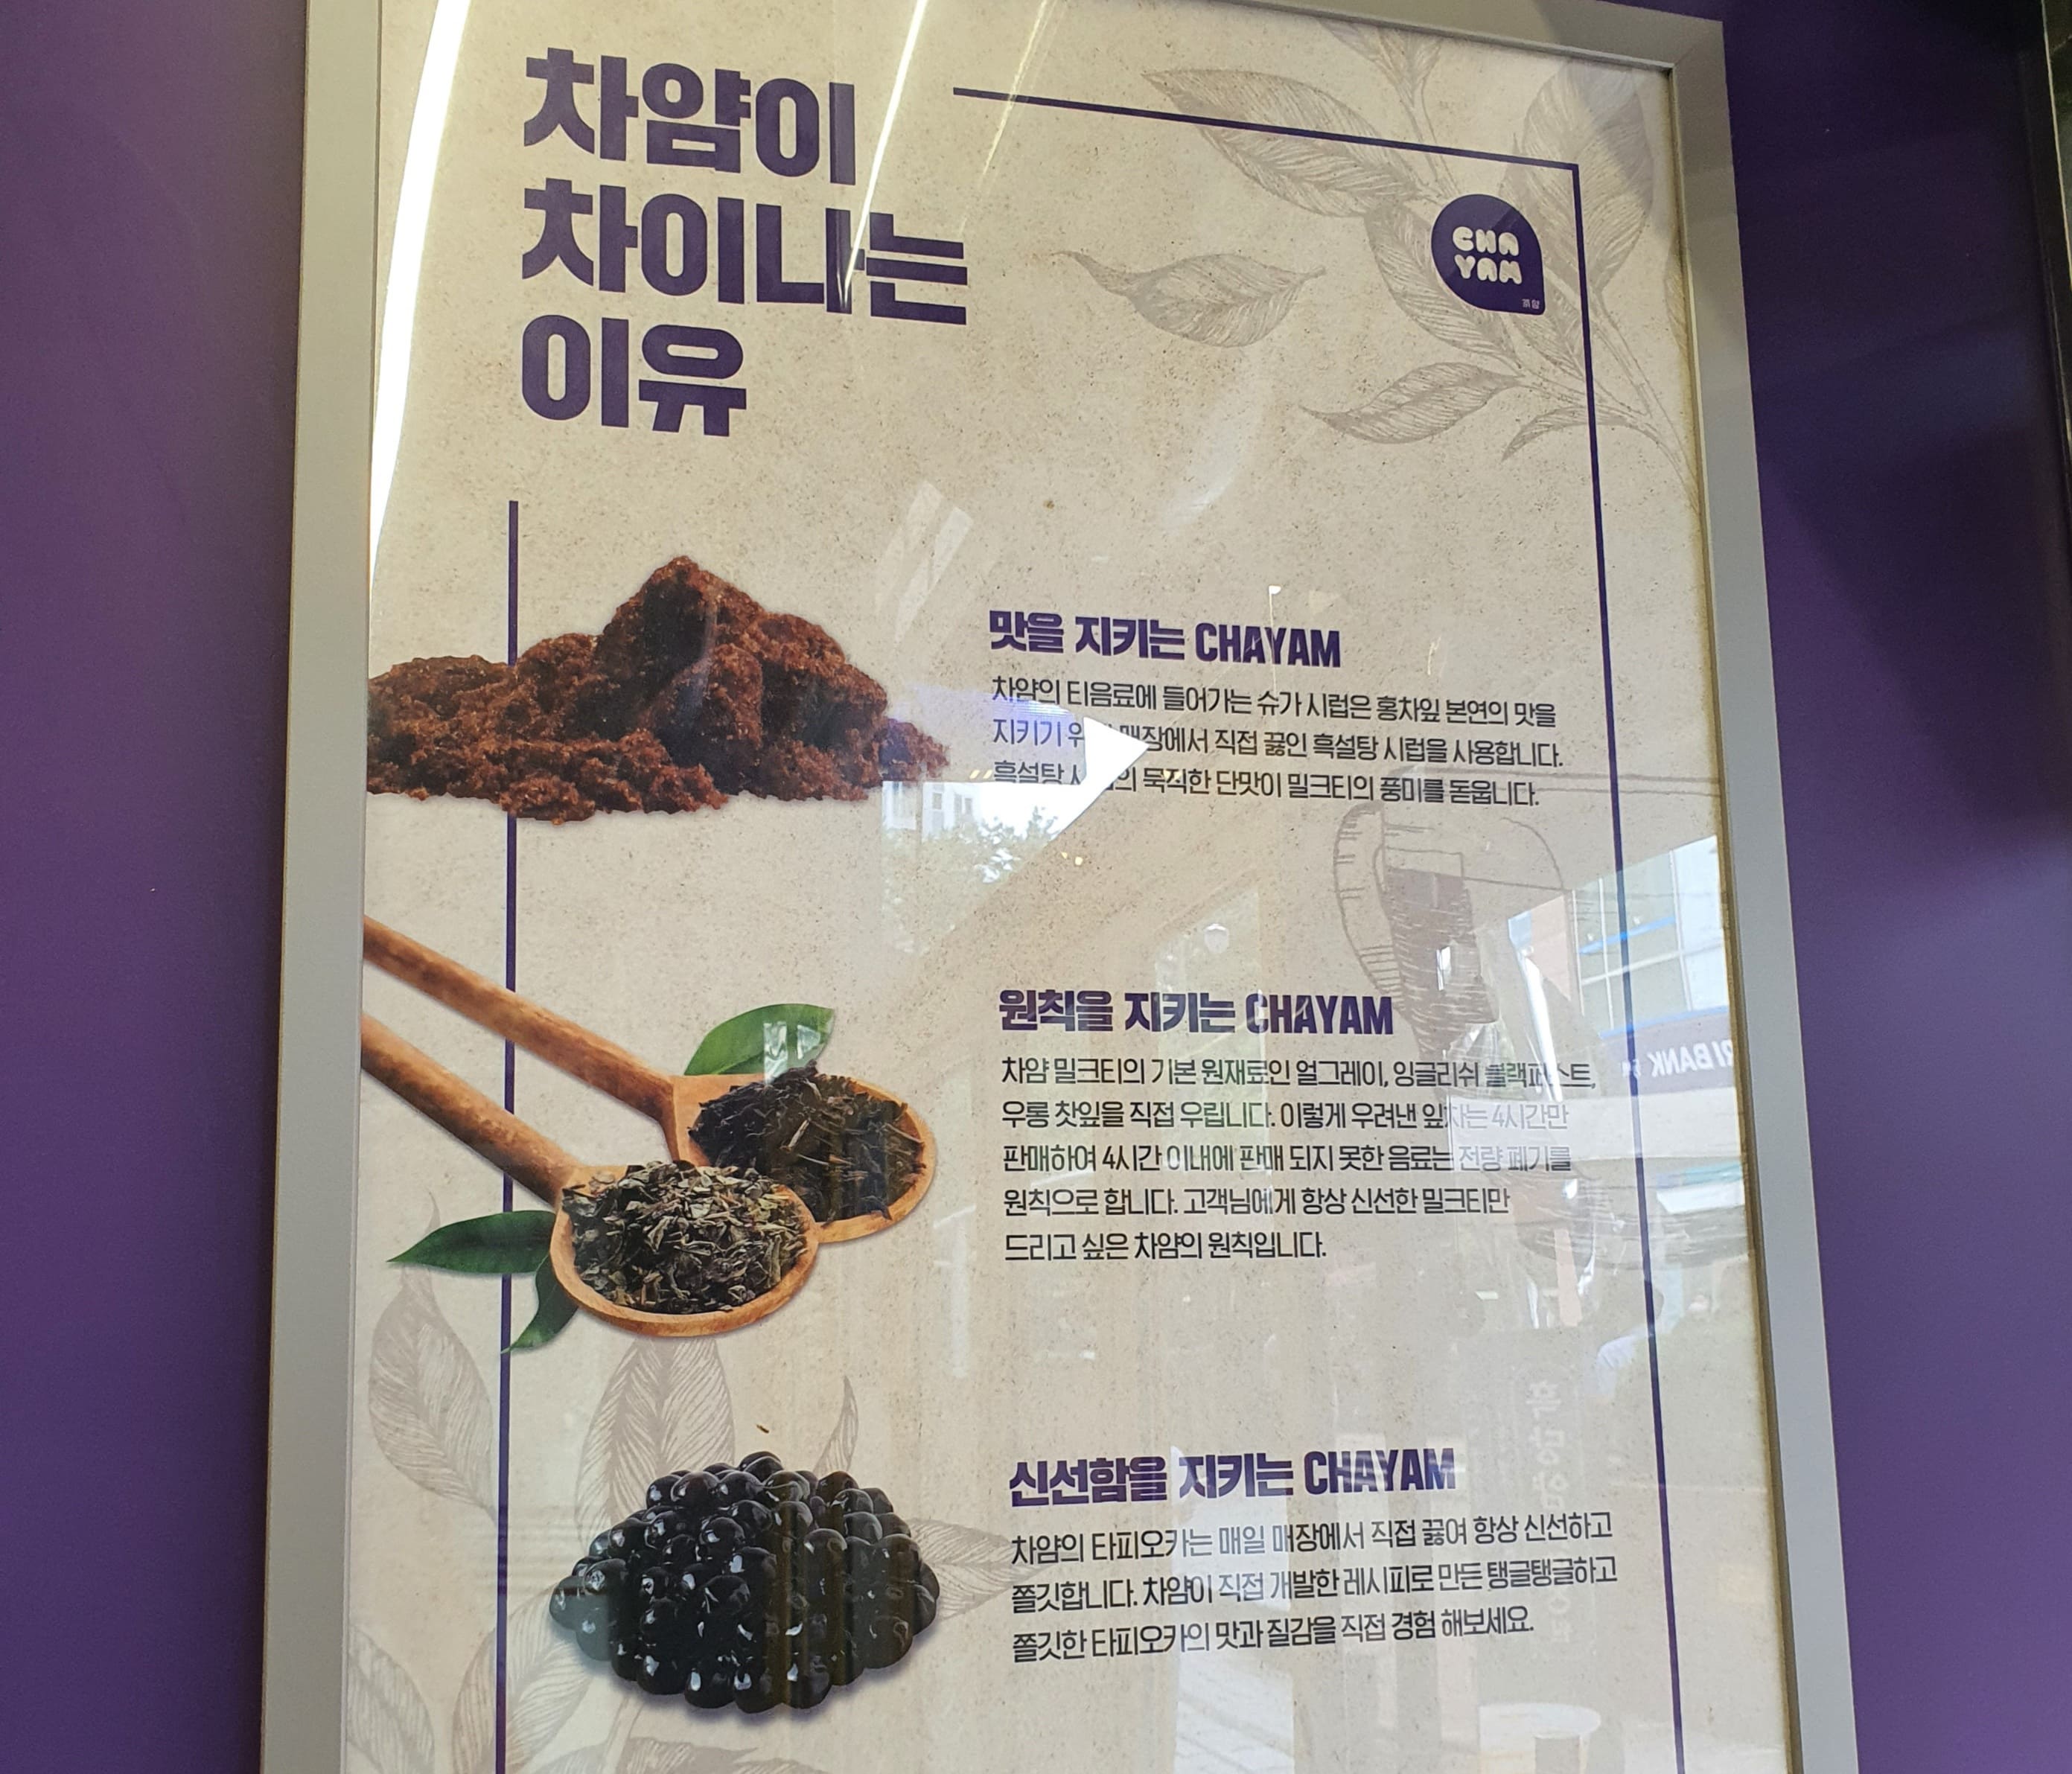 차얌이
차이나는
이유
CHA
YAM
차얌
맛을 지키는 CHAYAM
차얌의 티음료에 들어가는 슈가 시럽은 홍차잎 본연의 맛을
지키기 매장에서 직접 끓인 흑설탕 시럽을 사용합니다.
흑설탕 묵직한 단맛이 밀크티의 풍미를 돋웁니다.
원칙을 지키는 CHAYAM
차얌 밀크티의 기본 원재료인 얼그레이, 잉글리쉬 블랙퍼스트,
우롱 찻잎을 직접 우립니다. 이렇게 우려낸 잎차는 4시간만
판매하여 4시간 이내에 판매 되지 못한 음료는 전량 폐기를
원칙으로 합니다. 고객님에게 항상 신선한 밀크티만
드리고 싶은 차얌의 원칙입니다.
신선함을 지키는 CHAYAM
차얌의 타피오카는 매일 매장에서 직접 끓여 항상 신선하고
쫄깃합니다. 차얌이 직접 개발한 레시피로 만든 탱글탱글하고
쫄깃한 타피오카의 맛과 질감을 직접 경험 해보세요.